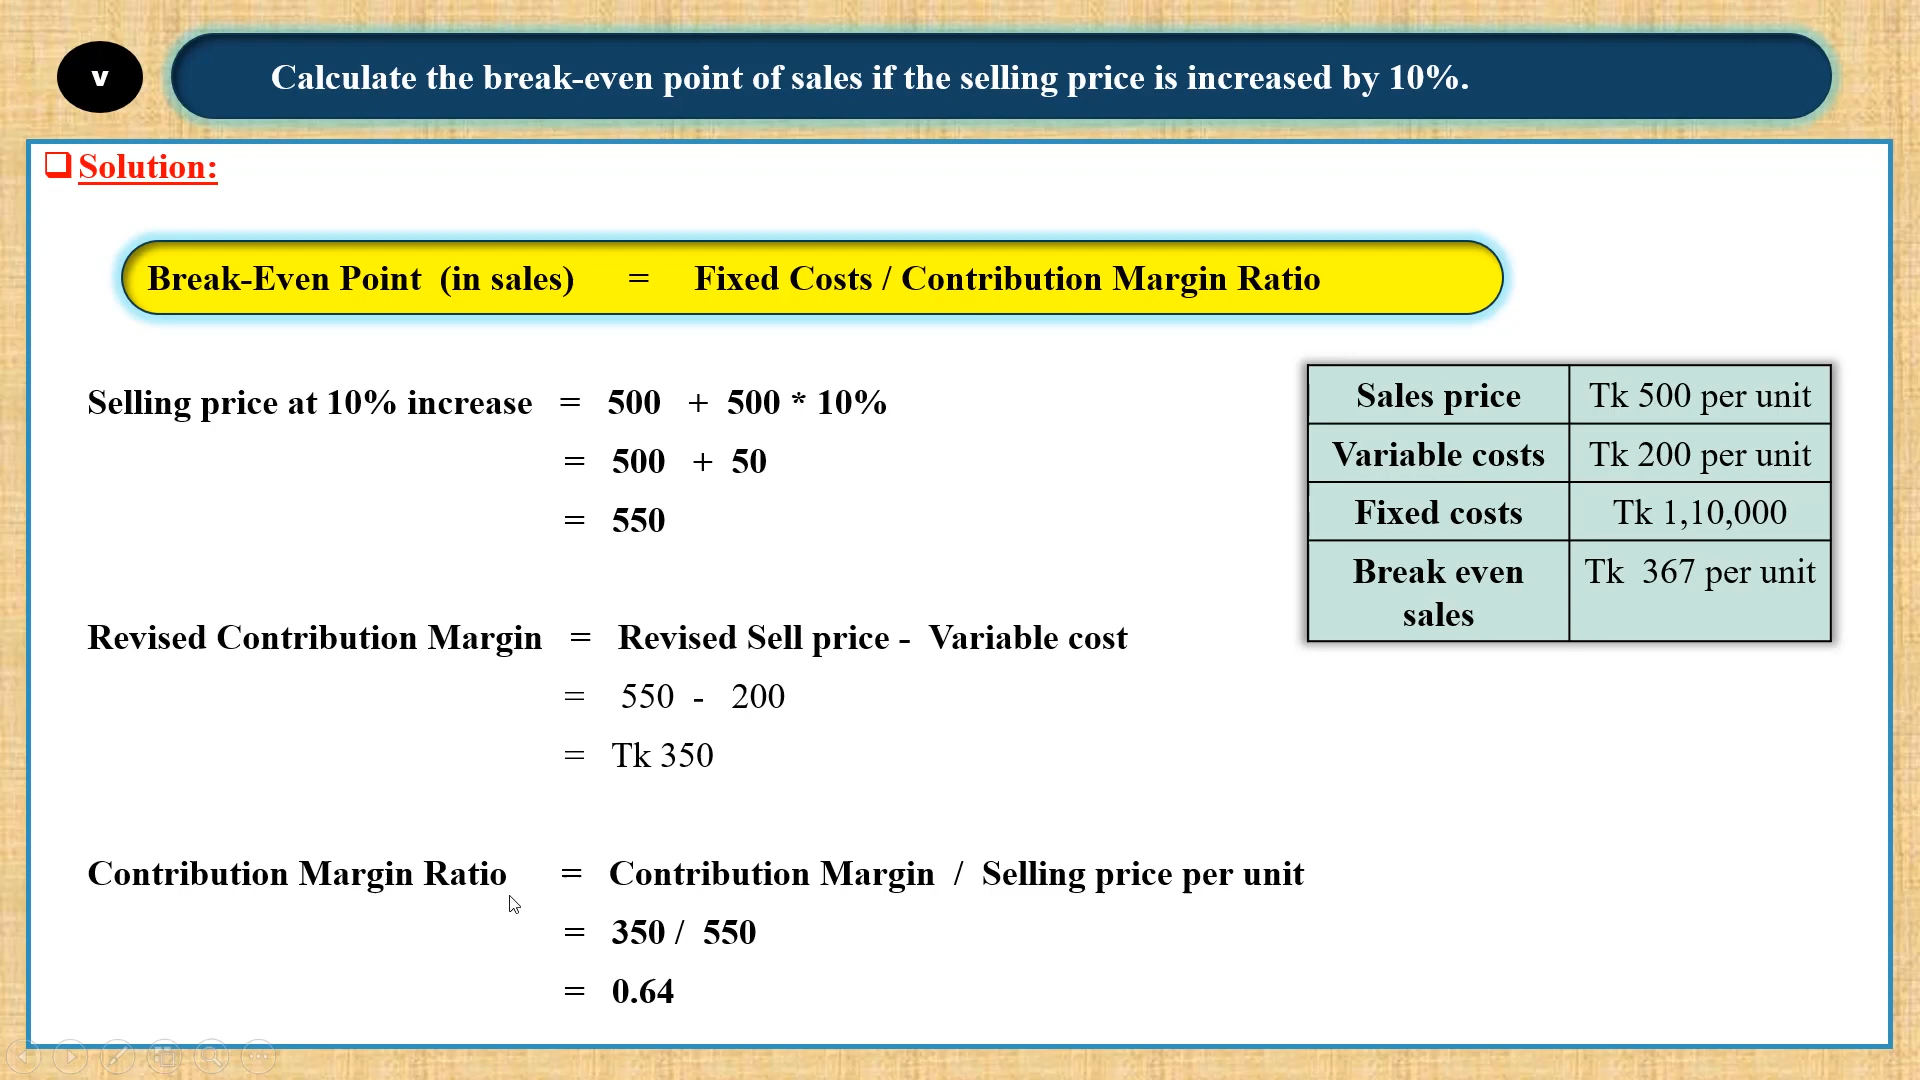 v
Calculate the break-even point of sales if the selling price is increased by 10%.
Solution:
Break-Even Point (in sales) = Fixed Costs / Contribution Margin Ratio
Selling price at 10% increase = 500 + 500 * 10%
= 500 + 50
= 550
Revised Contribution Margin = Revised Sell price - Variable cost
= 550 - 200
= Tk 350
Contribution Margin Ratio = Contribution Margin / Selling price per unit
= 350 / 550
= 0.64
Sales price Tk 500 per unit
Variable costs Tk 200 per unit
Fixed costs Tk 1,10,000
Break even Tk 367 per unit
sales